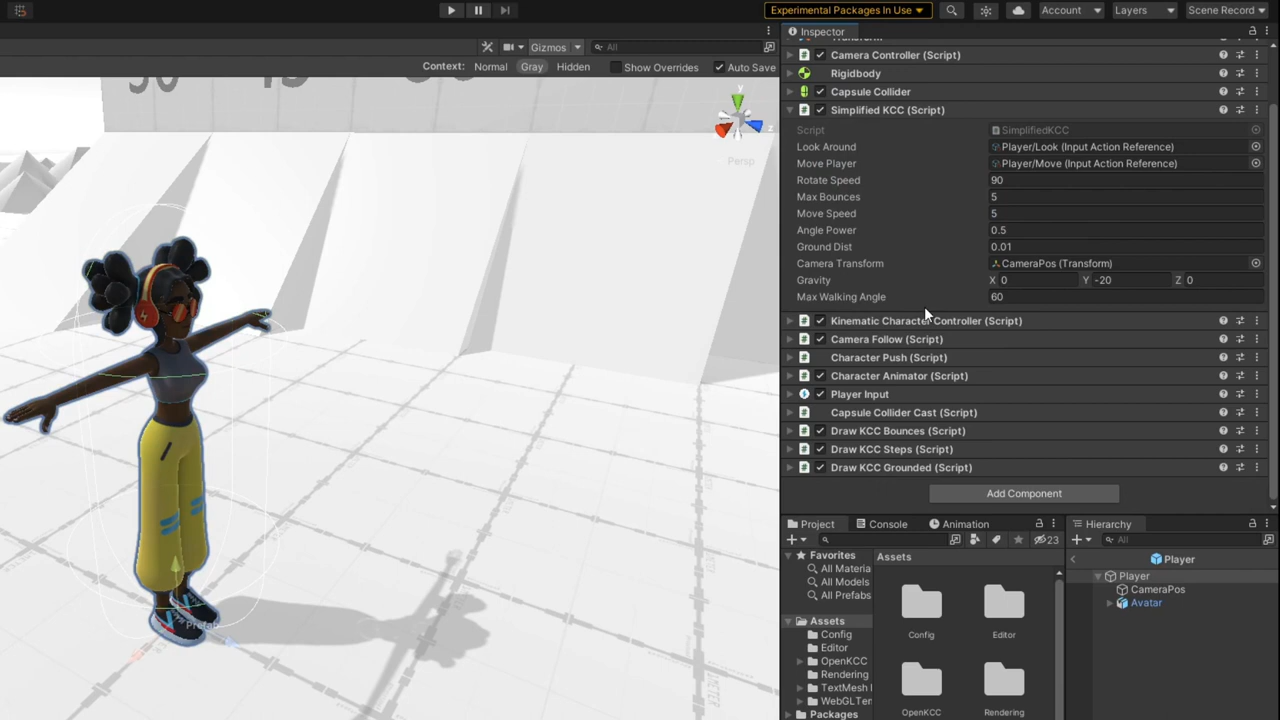 Experimental Packages In Use
Account
Layers
Scene Record
Inspector
Gizmos
All
Context: Normal Gray Hidden Show Overrides Auto Save
y
z
Persp
Prefab
Camera Controller (Script)
Rigidbody
Capsule Collider
Simplified KCC (Script)
Script SimplifiedKCC
Look Around Player/Look (Input Action Reference)
Move Player Player/Move (Input Action Reference)
Rotate Speed 90
Max Bounces 5
Move Speed 5
Angle Power 0.5
Ground Dist 0.01
Camera Transform CameraPos (Transform)
Gravity X 0 Y -20 Z 0
Max Walking Angle 60
Kinematic Character Controller (Script)
Camera Follow (Script)
Character Push (Script)
Character Animator (Script)
Player Input
Capsule Collider Cast (Script)
Draw KCC Bounces (Script)
Draw KCC Steps (Script)
Draw KCC Grounded (Script)
Add Component
Project Console Animation
23
Favorites
All Materia
All Models
All Prefabs
Assets
Config
Editor
OpenKCC
Rendering
TextMesh
WebGLTem
Packages
Assets
Config
Editor
OpenKCC
Rendering
Hierarchy
All
Player
Player
CameraPos
Avatar